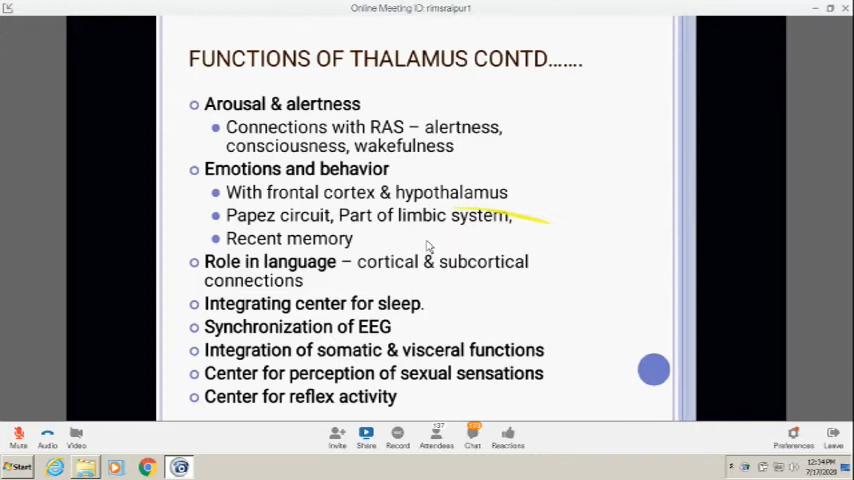 Online Meeting ID: rimsraipur1
FUNCTIONS OF THALAMUS CONTD.......
Arousal & alertness
Connections with RAS – alertness,
consciousness, wakefulness
Emotions and behavior
With frontal cortex & hypothalamus
Papez circuit, Part of limbic system,
Recent memory
Role in language – cortical & subcortical
connections
Integrating center for sleep.
Synchronization of EEG
Integration of somatic & visceral functions
Center for perception of sexual sensations
Center for reflex activity
137
Mute Audio Video Invite Share Record Attendees Chat Reactions Preferences Leave
Start
12:34 PM
7/17/2020